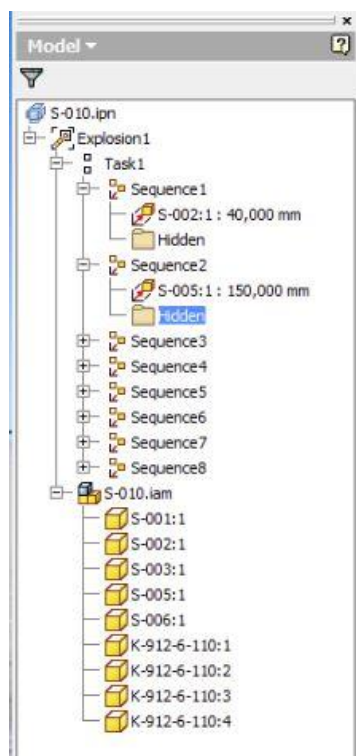 Model
S-010.ipn
Explosion1
Task1
Sequence1
S-002:1 : 40,000 mm
Hidden
Sequence2
S-005:1 : 150,000 mm
Hidden
Sequence3
Sequence4
Sequence5
Sequence6
Sequence7
Sequence8
S-010.iam
S-001:1
S-002:1
S-003:1
S-005:1
S-006:1
K-912-6-110:1
K-912-6-110:2
K-912-6-110:3
K-912-6-110:4